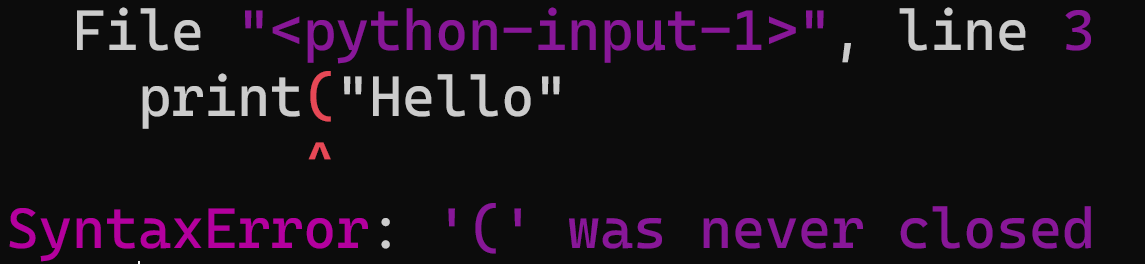 File "<python-input-1>", line 3
print("Hello"
^
SyntaxError: '(' was never closed